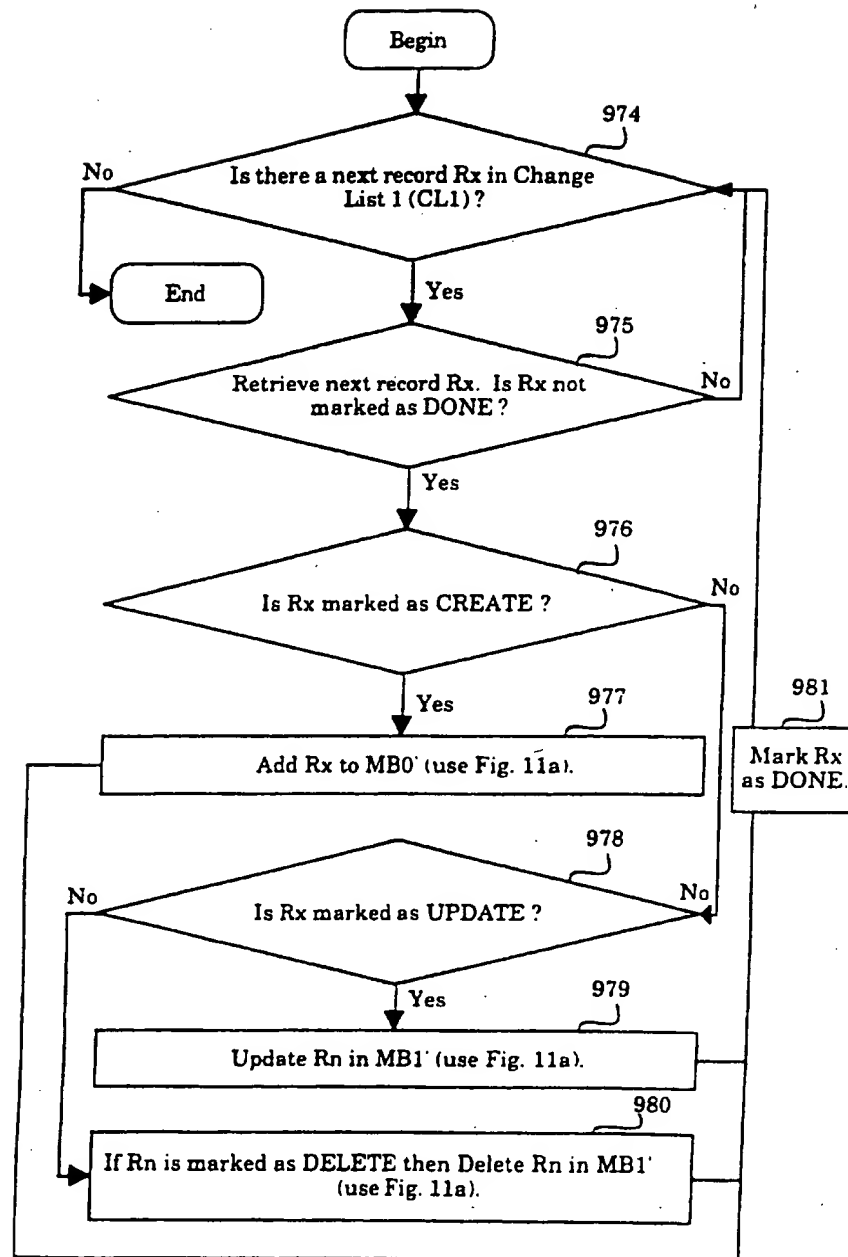 Begin
974
Is there a next record Rx in Change
List 1 (CL1) ?
No
End
Yes
975
Retrieve next record Rx. Is Rx not
marked as DONE ?
No
Yes
976
Is Rx marked as CREATE ?
No
Yes
977
Add Rx to MB0' (use Fig. 11a).
981
Mark Rx
as DONE.
978
No
Is Rx marked as UPDATE ?
No
Yes
979
Update Rn in MB1' (use Fig. 11a).
980
If Rn is marked as DELETE then Delete Rn in MB1'
(use Fig. 11a).